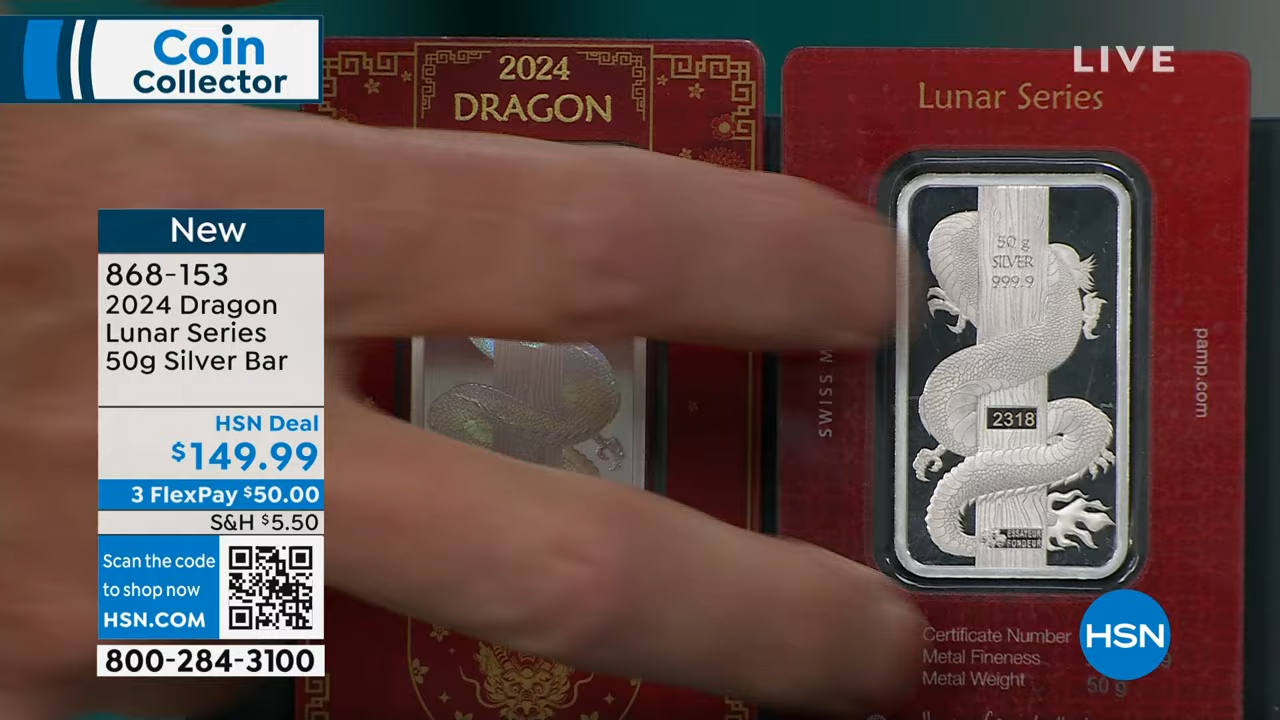 Coin
Collector
LIVE
2024
DRAGON
Lunar Series
New
868-153
2024 Dragon
Lunar Series
50g Silver Bar
HSN Deal
$149.99
3 FlexPay $50.00
S&H $5.50
Scan the code
to shop now
HSN.COM
800-284-3100
50 g
SILVER
999.9
2318
ESSAYEUR
FONDEUR
SWISS
pamp.com
Certificate Number
Metal Fineness
Metal Weight
50 g
HSN